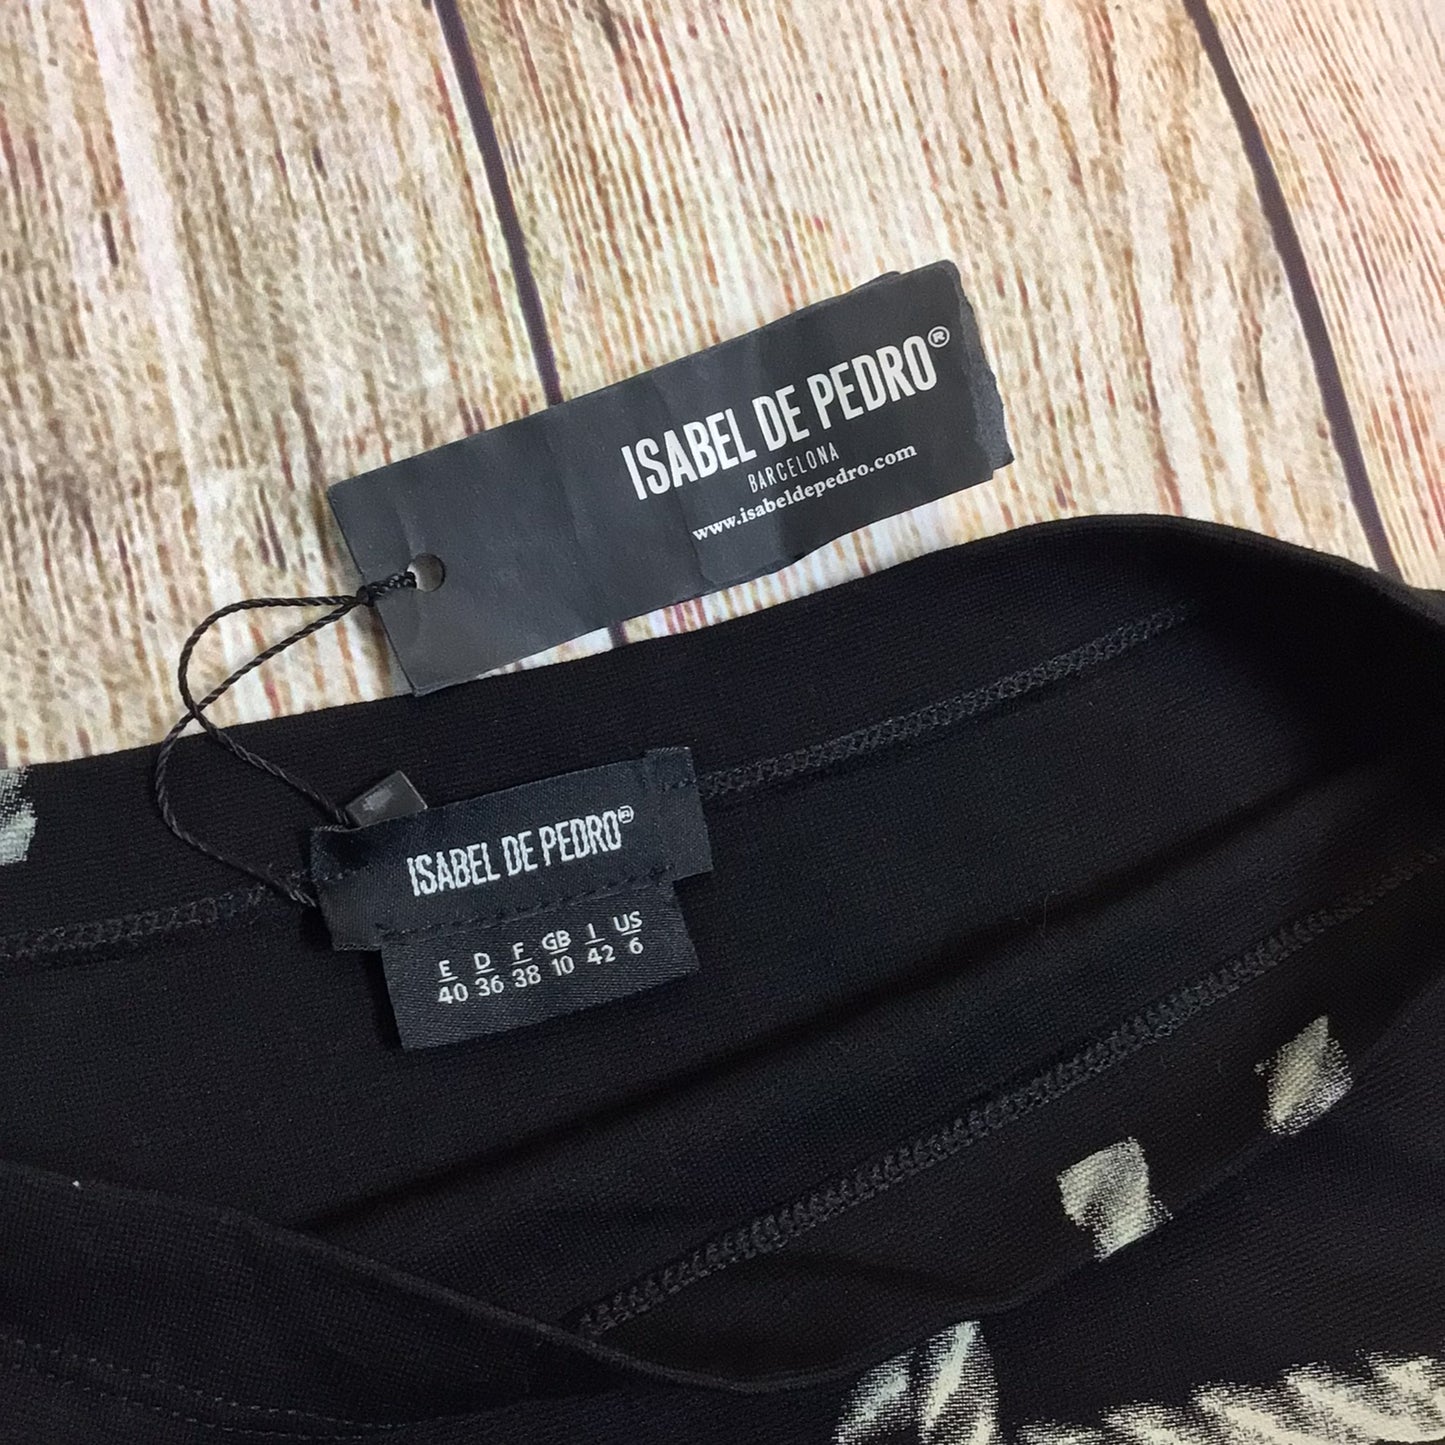 ISABEL DE PEDRO®
BARCELONA
www.isabeldepedro.com
ISABEL DE PEDRO®
E D F GB I US
40 36 38 10 42 6